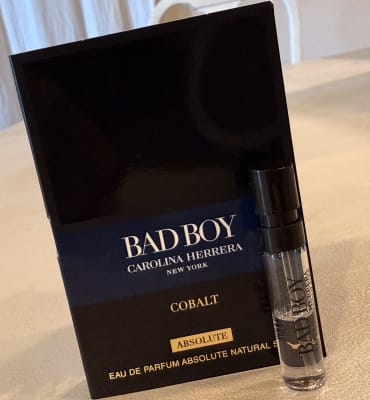 BAD BOY
CAROLINA HERRERA
NEW YORK
COBALT
ABSOLUTE
EAU DE PARFUM ABSOLUTE NATURAL S
BAD BOY